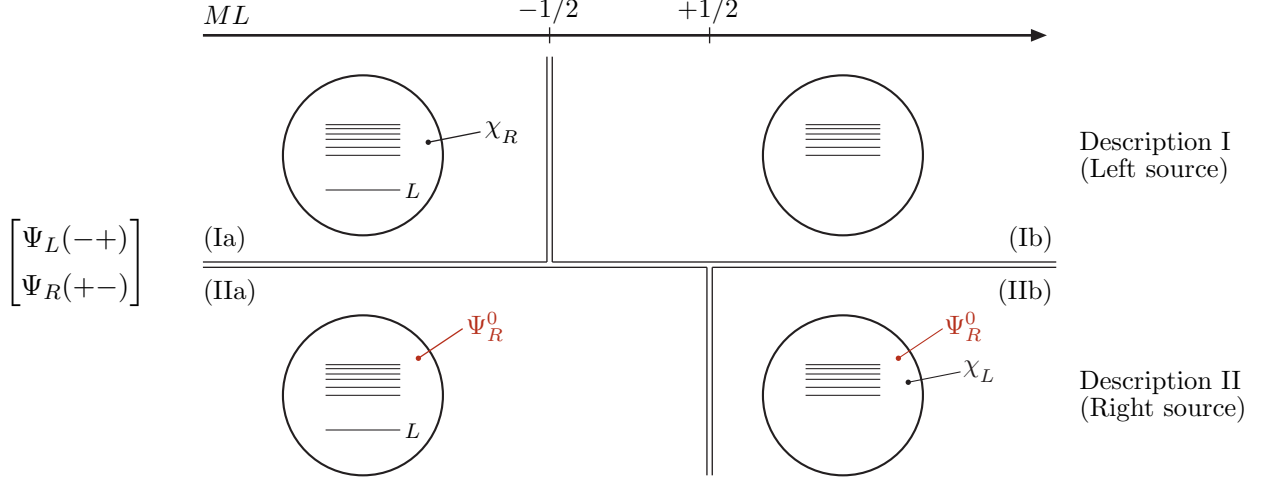 ML
−1/2
+1/2
χ_R
L
Description I
(Left source)
(Ia)
(Ib)
Ψ_L(−+)
Ψ_R(+−)
(IIa)
(IIb)
Ψ^0_R
L
Ψ^0_R
χ_L
Description II
(Right source)